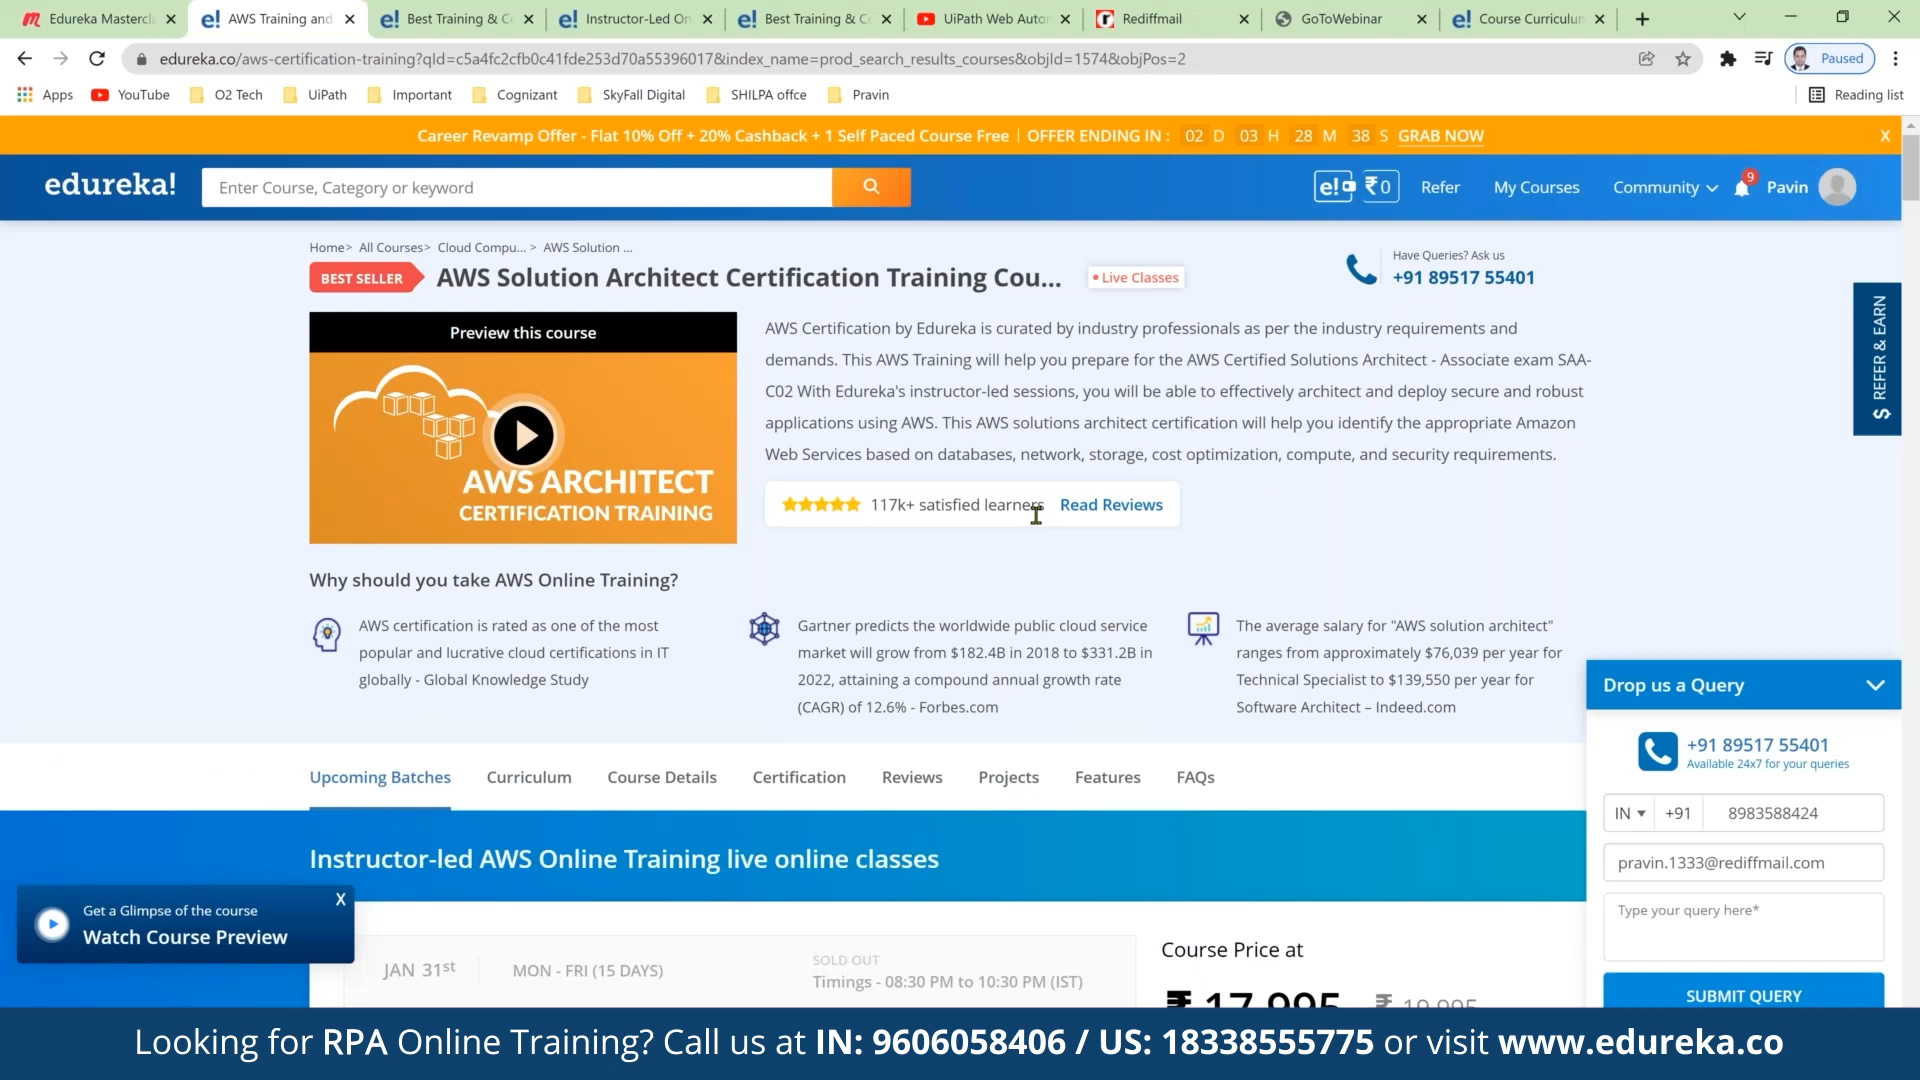 Edureka Mastercla
AWS Training and
Best Training & C
Instructor-Led On
Best Training & C
UiPath Web Auto
Rediffmail
GoToWebinar
Course Curriculum
edureka.co/aws-certification-training?qId=c5a4fc2cfb0c41fde253d70a55396017&index_name=prod_search_results_courses&objId=1574&objPos=2
Paused
Apps YouTube O2 Tech UiPath Important Cognizant SkyFall Digital SHILPA offce Pravin Reading list
Career Revamp Offer - Flat 10% Off + 20% Cashback + 1 Self Paced Course Free | OFFER ENDING IN : 02 D 03 H 28 M 38 S GRAB NOW X
edureka!
Enter Course, Category or keyword
e! ₹0 Refer My Courses Community 9 Pavin
Home> All Courses> Cloud Compu... > AWS Solution ...
BEST SELLER AWS Solution Architect Certification Training Cou... Live Classes
Have Queries? Ask us
+91 89517 55401
Preview this course
AWS ARCHITECT
CERTIFICATION TRAINING
AWS Certification by Edureka is curated by industry professionals as per the industry requirements and
demands. This AWS Training will help you prepare for the AWS Certified Solutions Architect - Associate exam SAA-
C02 With Edureka's instructor-led sessions, you will be able to effectively architect and deploy secure and robust
applications using AWS. This AWS solutions architect certification will help you identify the appropriate Amazon
Web Services based on databases, network, storage, cost optimization, compute, and security requirements.
117k+ satisfied learners Read Reviews
$ REFER & EARN
Why should you take AWS Online Training?
AWS certification is rated as one of the most
popular and lucrative cloud certifications in IT
globally - Global Knowledge Study
Gartner predicts the worldwide public cloud service
market will grow from $182.4B in 2018 to $331.2B in
2022, attaining a compound annual growth rate
(CAGR) of 12.6% - Forbes.com
The average salary for "AWS solution architect"
ranges from approximately $76,039 per year for
Technical Specialist to $139,550 per year for
Software Architect – Indeed.com
Upcoming Batches Curriculum Course Details Certification Reviews Projects Features FAQs
Instructor-led AWS Online Training live online classes
JAN 31st MON - FRI (15 DAYS)
SOLD OUT
Timings - 08:30 PM to 10:30 PM (IST)
Course Price at
₹ 17,995 ₹ 19,995
Get a Glimpse of the course X
Watch Course Preview
Drop us a Query
+91 89517 55401
Available 24x7 for your queries
IN +91 8983588424
pravin.1333@rediffmail.com
Type your query here*
SUBMIT QUERY
Looking for RPA Online Training? Call us at IN: 9606058406 / US: 18338555775 or visit www.edureka.co